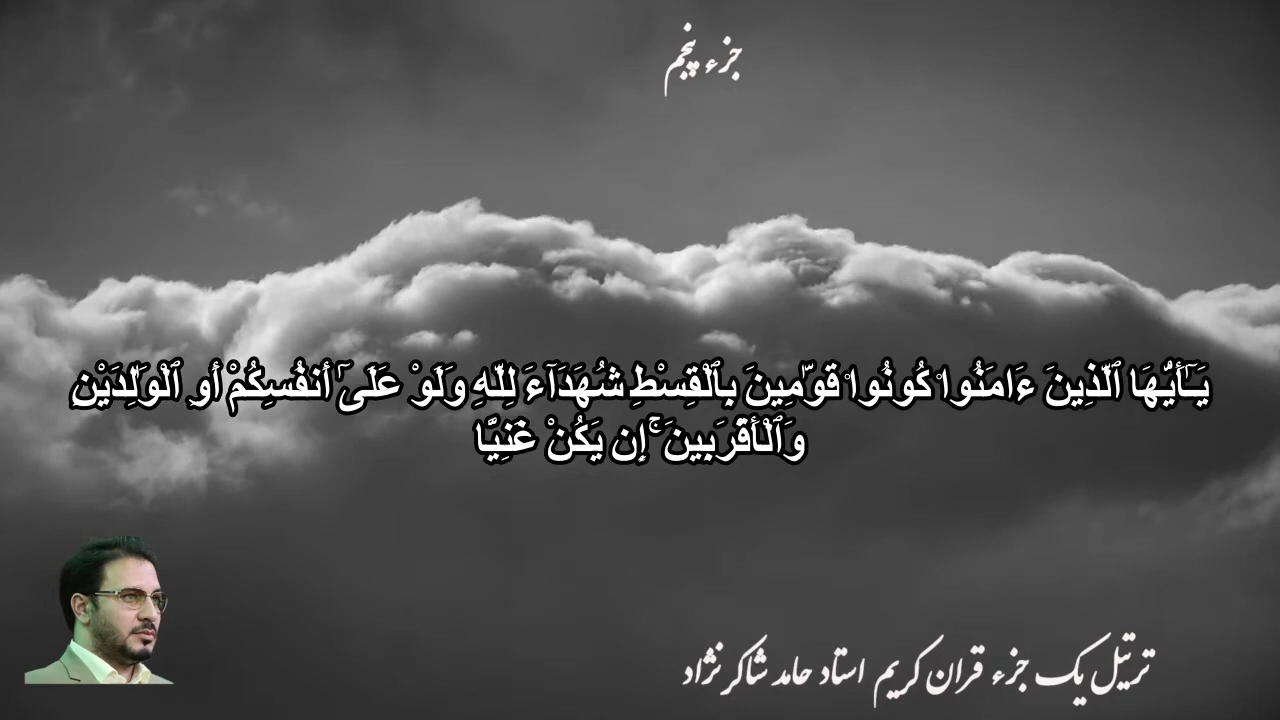 جزء پنجم
يَـٰٓأَيُّهَا ٱلَّذِينَ ءَامَنُوا۟ كُونُوا۟ قَوَّٰمِينَ بِٱلْقِسْطِ شُهَدَآءَ لِلَّهِ وَلَوْ عَلَىٰٓ أَنفُسِكُمْ أَوِ ٱلْوَٰلِدَيْنِ
وَٱلْأَقْرَبِينَ ۚ إِن يَكُنْ غَنِيًّا
ترتیل یک جزء قران کریم استاد حامد شاکرنژاد